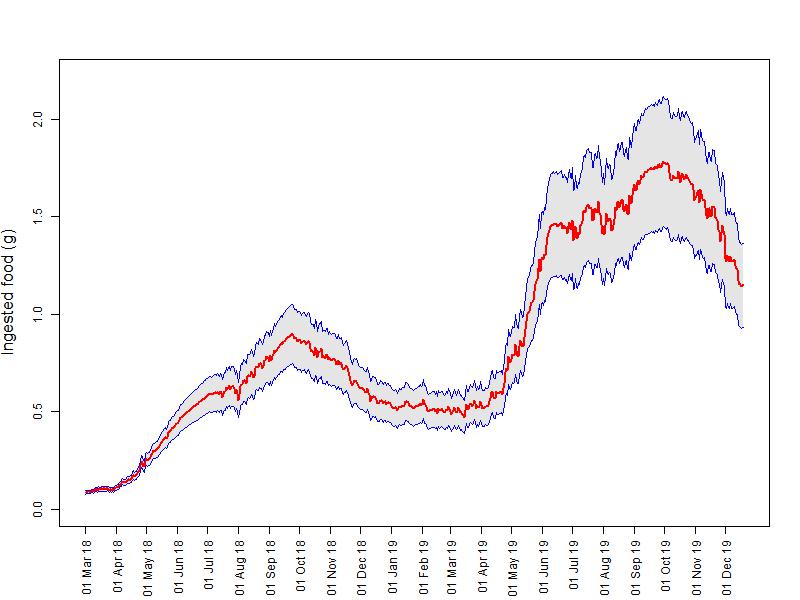 Ingested food (g)
2.0
1.5
1.0
0.5
0.0
01 Mar 18
01 Apr 18
01 May 18
01 Jun 18
01 Jul 18
01 Aug 18
01 Sep 18
01 Oct 18
01 Nov 18
01 Dec 18
01 Jan 19
01 Feb 19
01 Mar 19
01 Apr 19
01 May 19
01 Jun 19
01 Jul 19
01 Aug 19
01 Sep 19
01 Oct 19
01 Nov 19
01 Dec 19